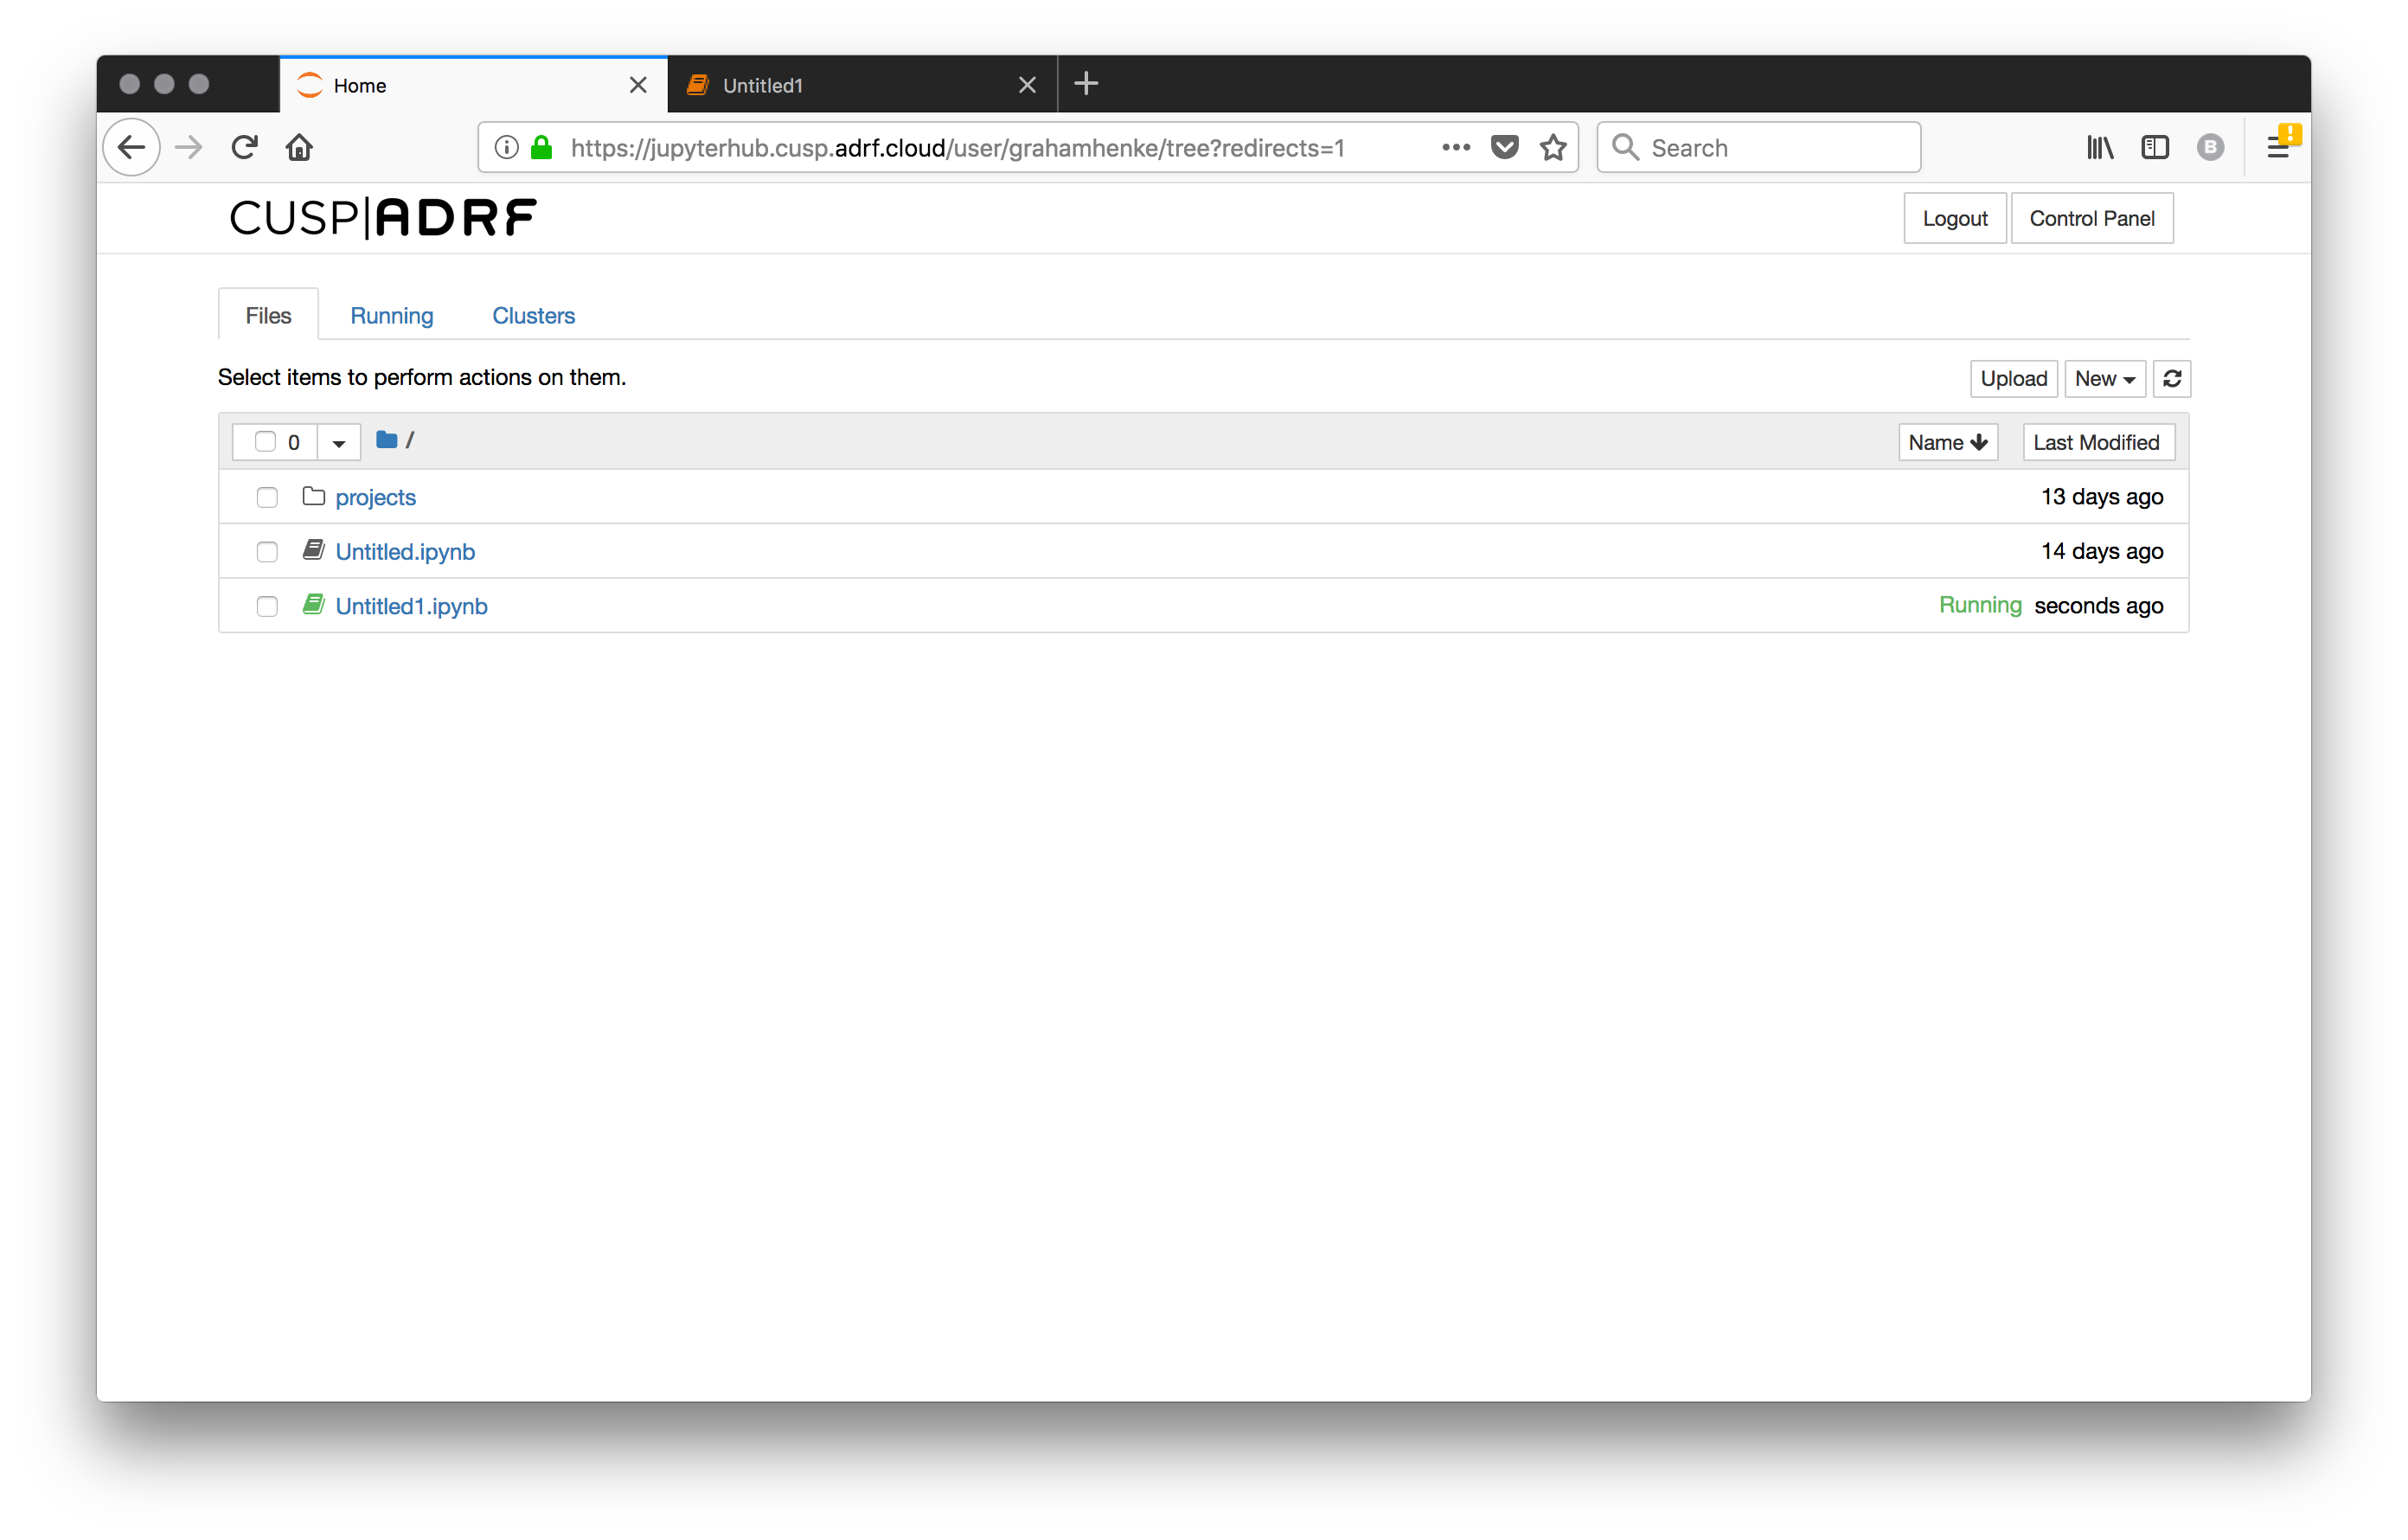 Home
Untitled1
https://jupyterhub.cusp.adrf.cloud/user/grahamhenke/tree?redirects=1
Search
B
!
CUSP|ADRF
Logout
Control Panel
Files
Running
Clusters
Select items to perform actions on them.
Upload
New
0
/
Name
Last Modified
projects
13 days ago
Untitled.ipynb
14 days ago
Untitled1.ipynb
Running seconds ago